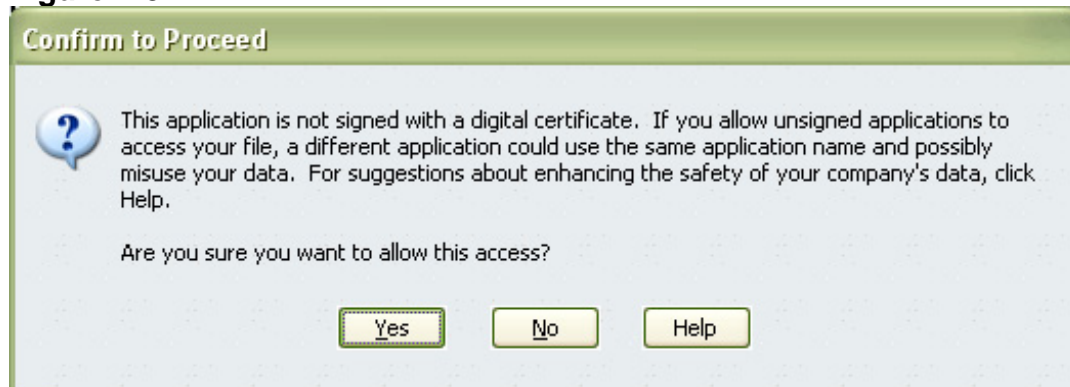 Confirm to Proceed
This application is not signed with a digital certificate. If you allow unsigned applications to
access your file, a different application could use the same application name and possibly
misuse your data. For suggestions about enhancing the safety of your company's data, click
Help.
Are you sure you want to allow this access?
Yes No Help